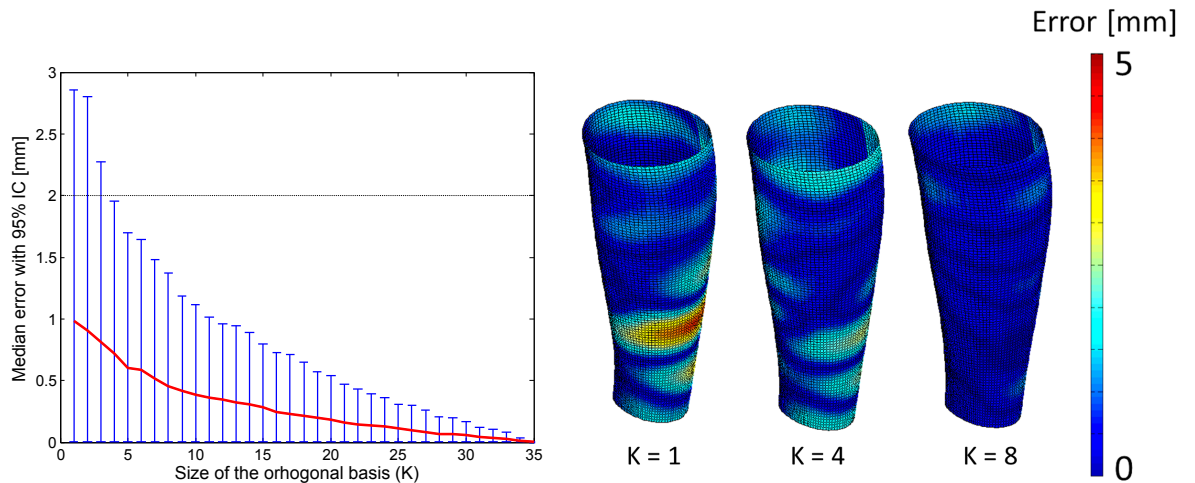 Error [mm]
5
0
3
2.5
2
1.5
1
0.5
0
Median error with 95% IC [mm]
0 5 10 15 20 25 30 35
Size of the orhogonal basis (K)
K = 1 K = 4 K = 8